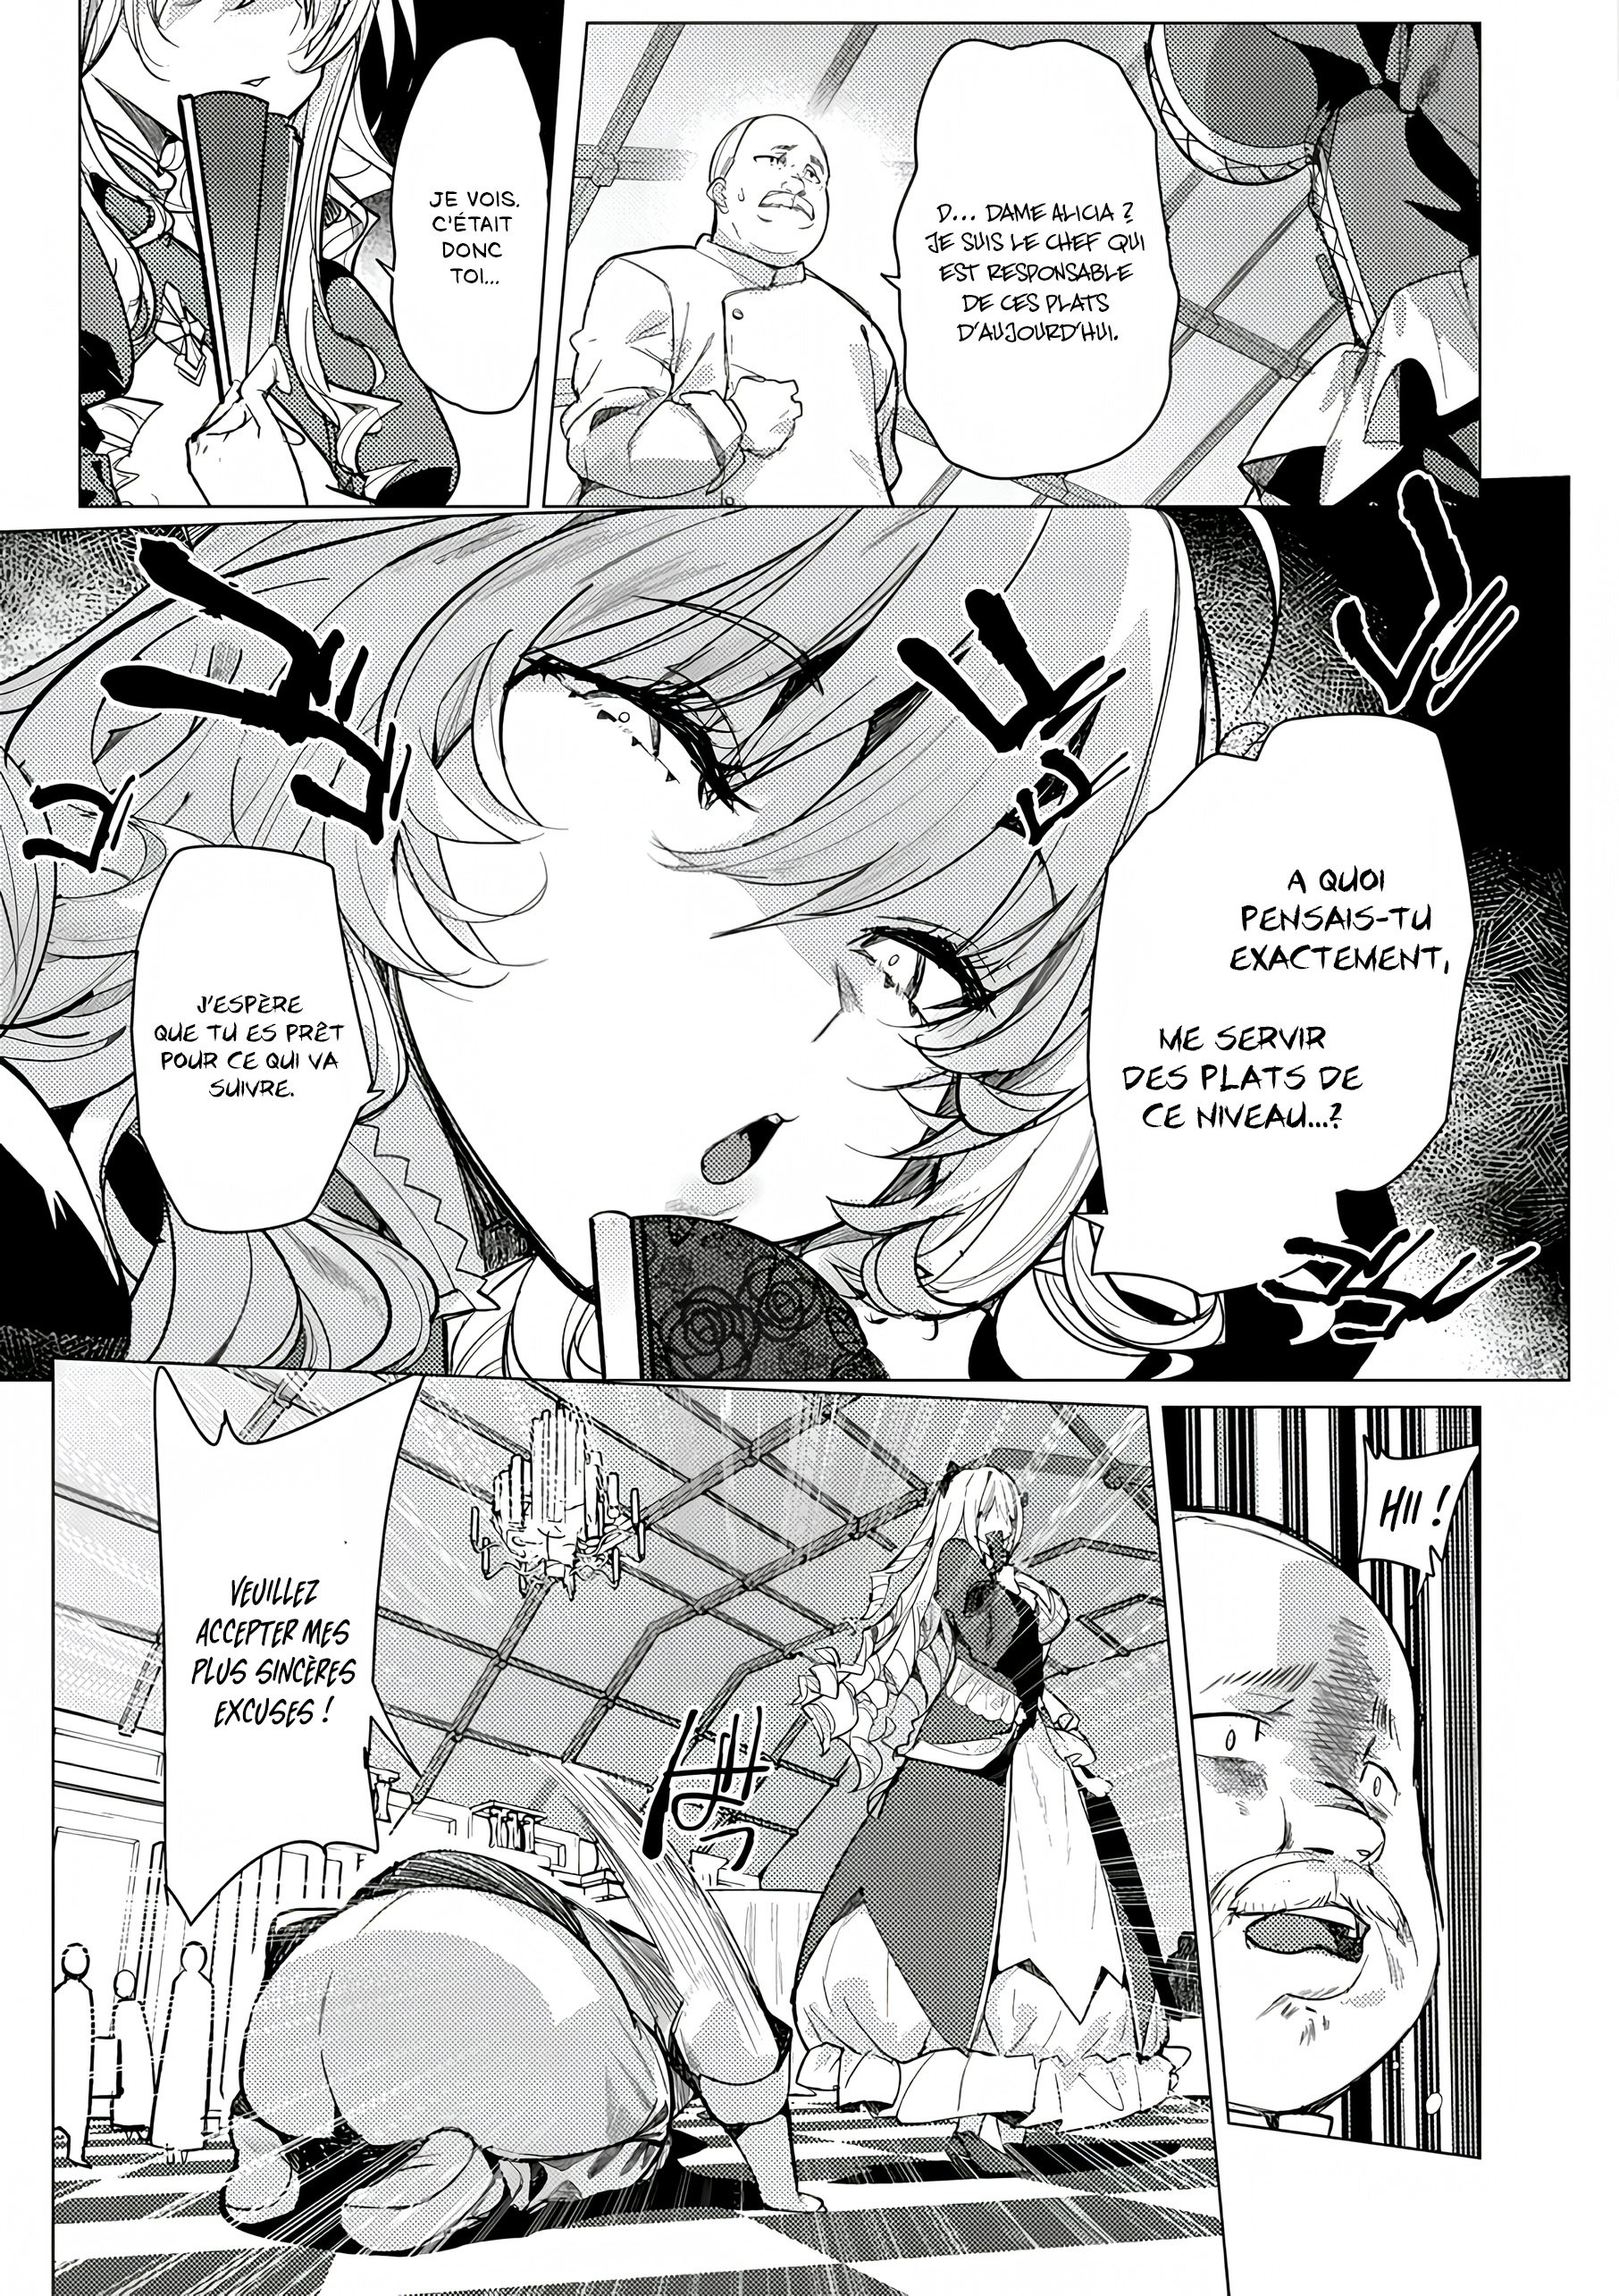 D... DAME ALICIA ?
JE SUIS LE CHEF QUI
EST RESPONSABLE
DE CES PLATS
D'AUJOURD'HUI.
JE VOIS.
C'ÉTAIT
DONC
TOI...
A QUOI
PENSAIS-TU
EXACTEMENT,
ME SERVIR
DES PLATS DE
CE NIVEAU...?
J'ESPÈRE
QUE TU ES PRÊT
POUR CE QUI VA
SUIVRE.
HII !
VEUILLEZ
ACCEPTER MES
PLUS SINCÈRES
EXCUSES !